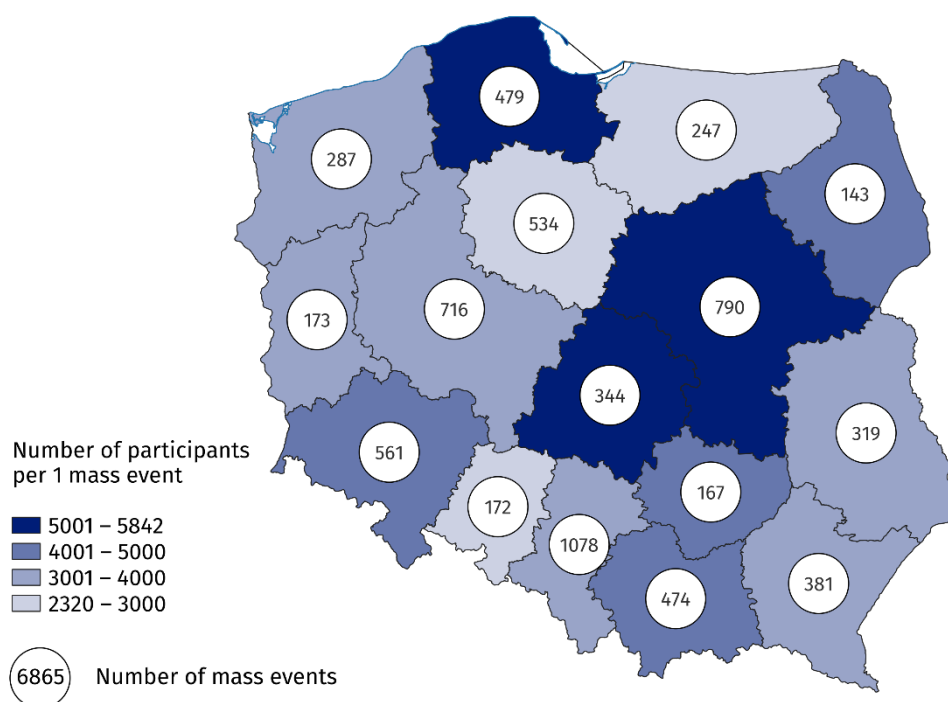 479
247
287
143
534
790
716
173
344
319
561
167
172
1078
381
474
Number of participants
per 1 mass event
5001 – 5842
4001 – 5000
3001 – 4000
2320 – 3000
6865 Number of mass events